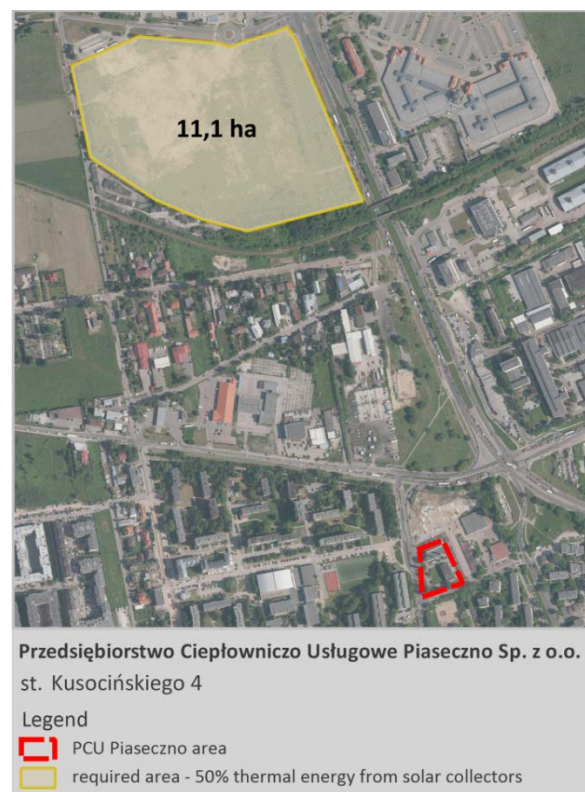 11,1 ha
Przedsiębiorstwo Ciepłowniczo Usługowe Piaseczno Sp. z o.o.
st. Kusocińskiego 4
Legend
PCU Piaseczno area
required area - 50% thermal energy from solar collectors